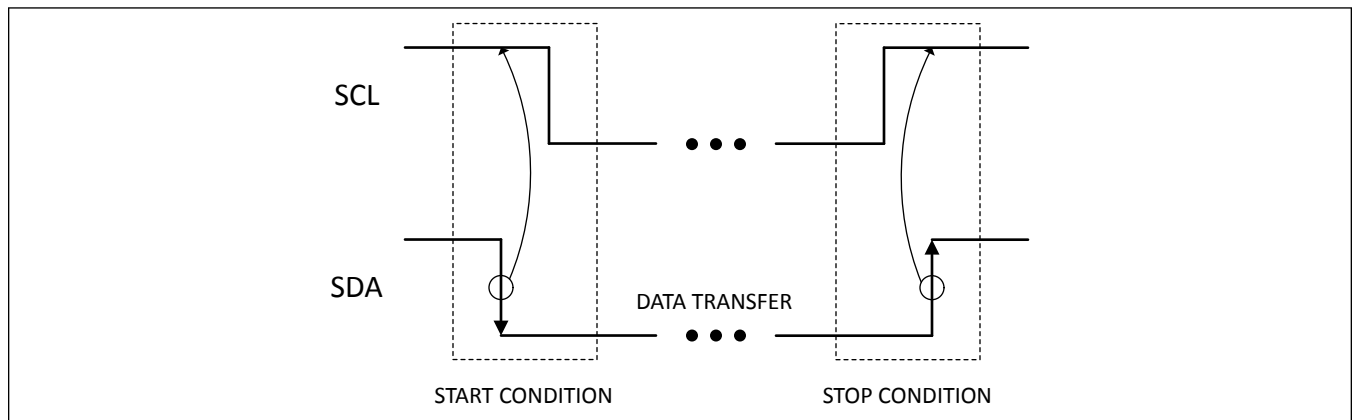 SCL
SDA
DATA TRANSFER
START CONDITION
STOP CONDITION